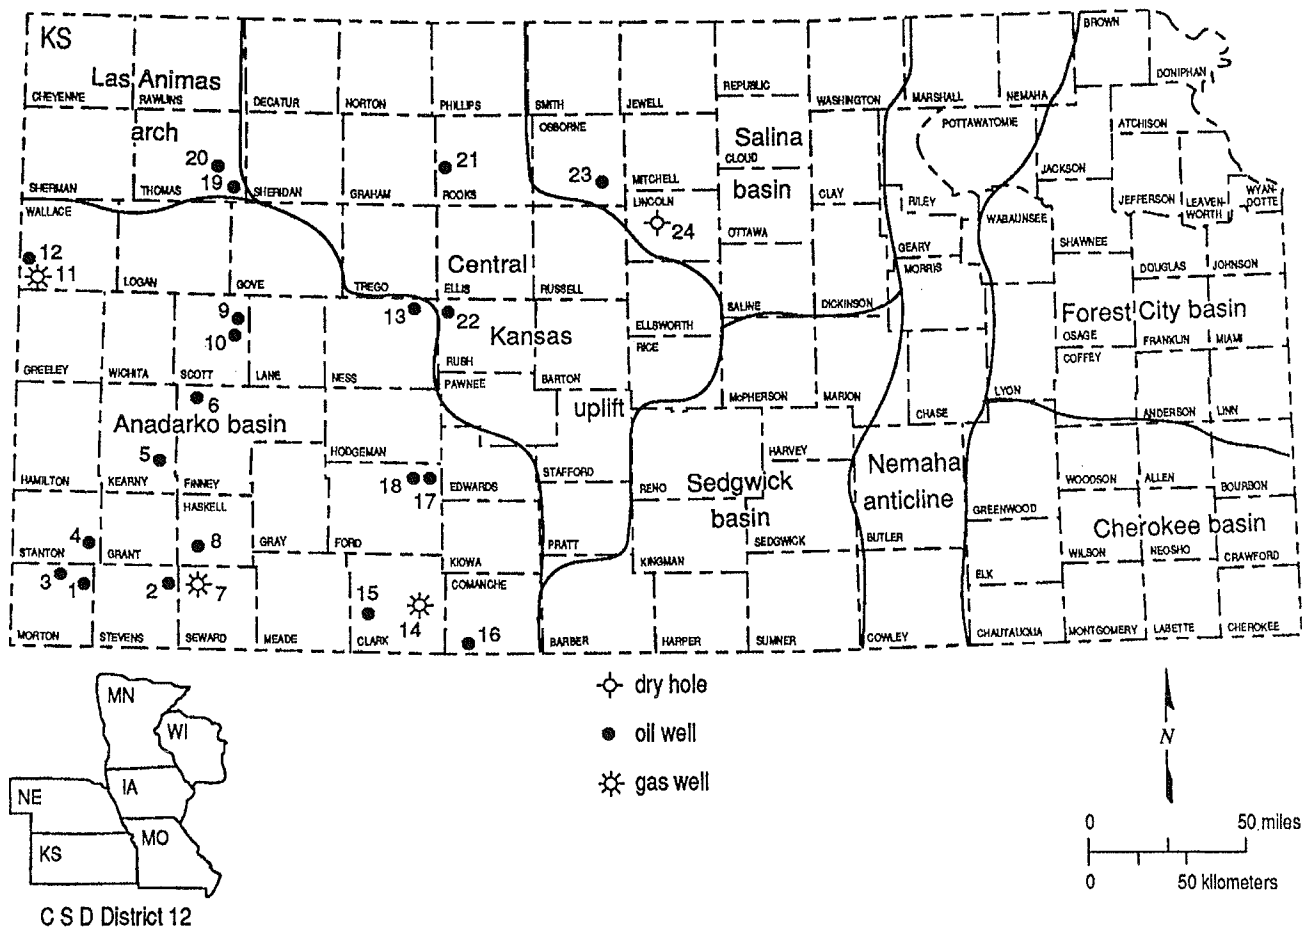 KS
BROWN
DONIPHAN
Las Animas
CHEYENNE
RAWLINS
DECATUR
NORTON
PHILLIPS
SMITH
JEWELL
REPUBLIC
WASHINGTON
MARSHALL
NEMAHA
arch
OSBORNE
Salina
POTTAWATOMIE
ATCHISON
20
19
21
23
CLOUD
basin
JACKSON
SHERMAN
THOMAS
SHERIDAN
GRAHAM
ROOKS
MITCHELL
LINCOLN
CLAY
RILEY
JEFFERSON
LEAVEN-
WORTH
WYAN-
DOTTE
WALLACE
24
OTTAWA
WABAUNSEE
SHAWNEE
12
11
LOGAN
GOVE
TREGO
Central
ELLIS
RUSSELL
GEARY
MORRIS
DOUGLAS
JOHNSON
9
10
13
22
Kansas
ELLSWORTH
RICE
SALINE
DICKINSON
Forest City basin
OSAGE
COFFEY
FRANKLIN
MIAMI
GREELEY
WICHITA
SCOTT
LANE
NESS
RUSH
PAWNEE
BARTON
uplift
McPHERSON
MARION
CHASE
LYON
ANDERSON
LINN
6
Anadarko basin
5
HODGEMAN
HARVEY
Nemaha
anticline
HAMILTON
KEARNY
FINNEY
HASKELL
18
17
EDWARDS
STAFFORD
RENO
Sedgwick
basin
WOODSON
ALLEN
BOURBON
GREENWOOD
Cherokee basin
4
8
STANTON
GRANT
GRAY
FORD
KIOWA
PRATT
KINGMAN
SEDGWICK
BUTLER
WILSON
NEOSHO
CRAWFORD
3
1
2
7
15
14
COMANCHE
ELK
MORTON
STEVENS
SEWARD
MEADE
CLARK
16
BARBER
HARPER
SUMNER
COWLEY
CHAUTAUQUA
MONTGOMERY
LABETTE
CHEROKEE
dry hole
oil well
gas well
MN
WI
IA
NE
MO
KS
C S D District 12
N
0
50 miles
0
50 kilometers